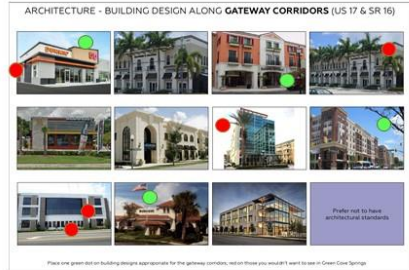 ARCHITECTURE - BUILDING DESIGN ALONG GATEWAY CORRIDORS (US 17 & SR 16)
DUNKIN'
Prefer not to have
architectural standards
Place one green dot on building designs appropriate for the gateway corridors, red on those you wouldn't want to see in Green Cove Springs